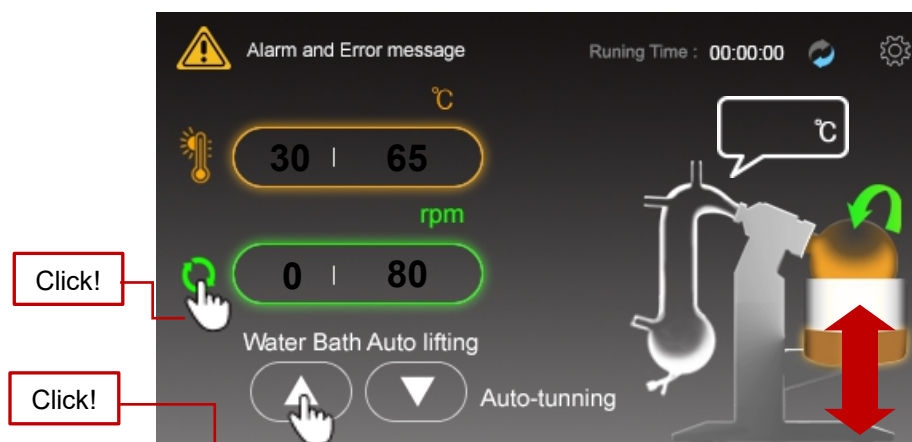 Alarm and Error message
Runing Time : 00:00:00
℃
℃
30 | 65
rpm
0 | 80
Click!
Water Bath Auto lifting
Click!
Auto-tunning